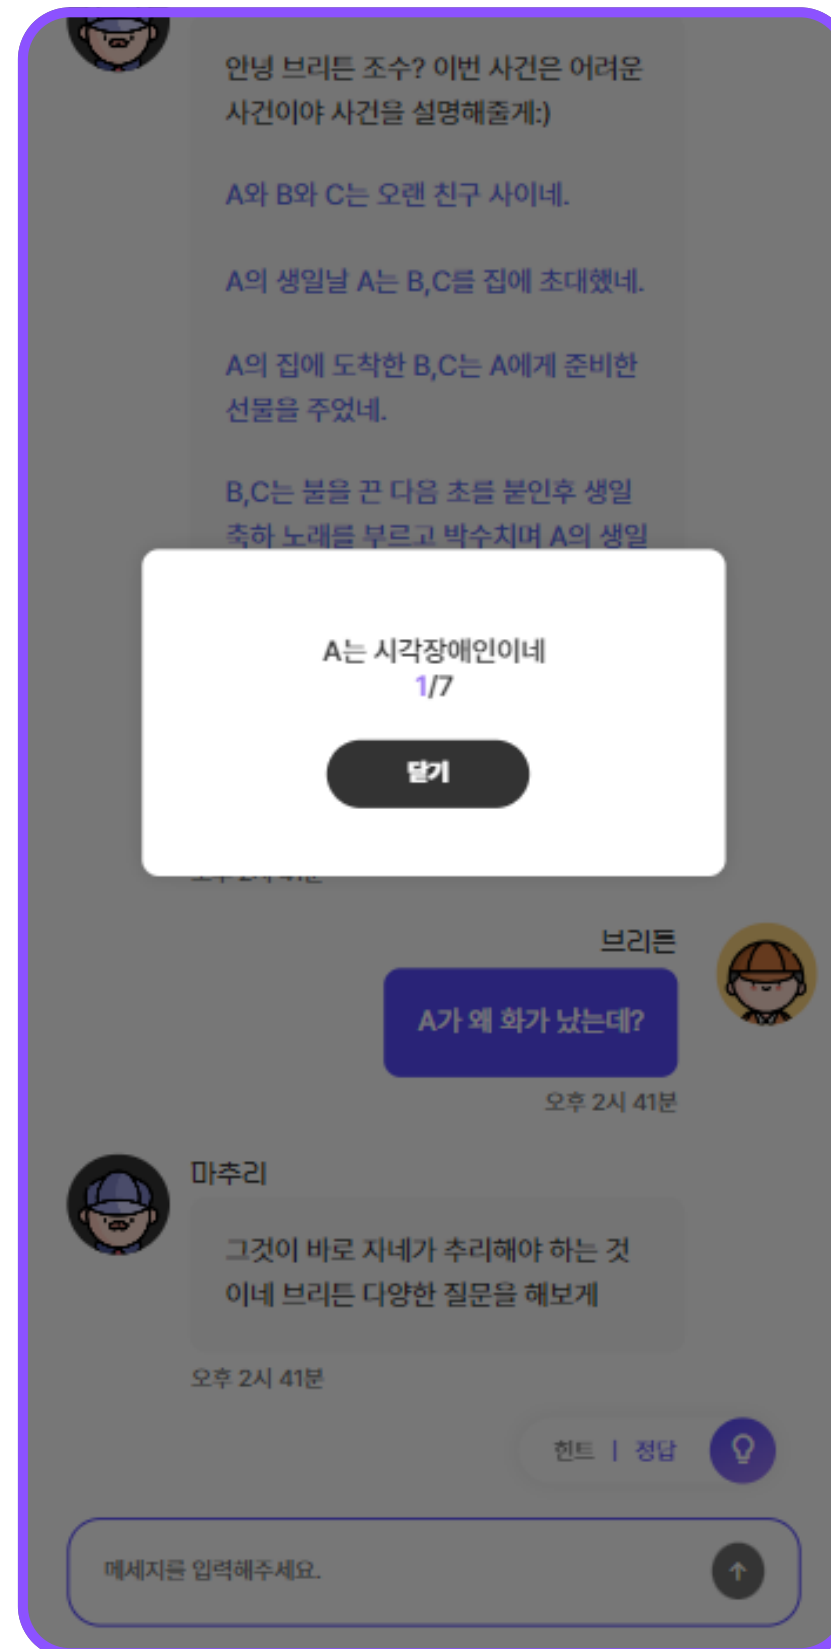 안녕 브리튼 조수? 이번 사건은 어려운
사건이야 사건을 설명해줄게:)
A와 B와 C는 오랜 친구 사이네.
A의 생일날 A는 B,C를 집에 초대했네.
A의 집에 도착한 B,C는 A에게 준비한
선물을 주었네.
B,C는 불을 끈 다음 초를 붙인후 생일
축하 노래를 부르고 박수치며 A의 생일
A는 시각장애인이네
1/7
닫기
오후 2시 41분
브리튼
A가 왜 화가 났는데?
오후 2시 41분
마추리
그것이 바로 자네가 추리해야 하는 것
이네 브리튼 다양한 질문을 해보게
오후 2시 41분
힌트 | 정답
메세지를 입력해주세요.